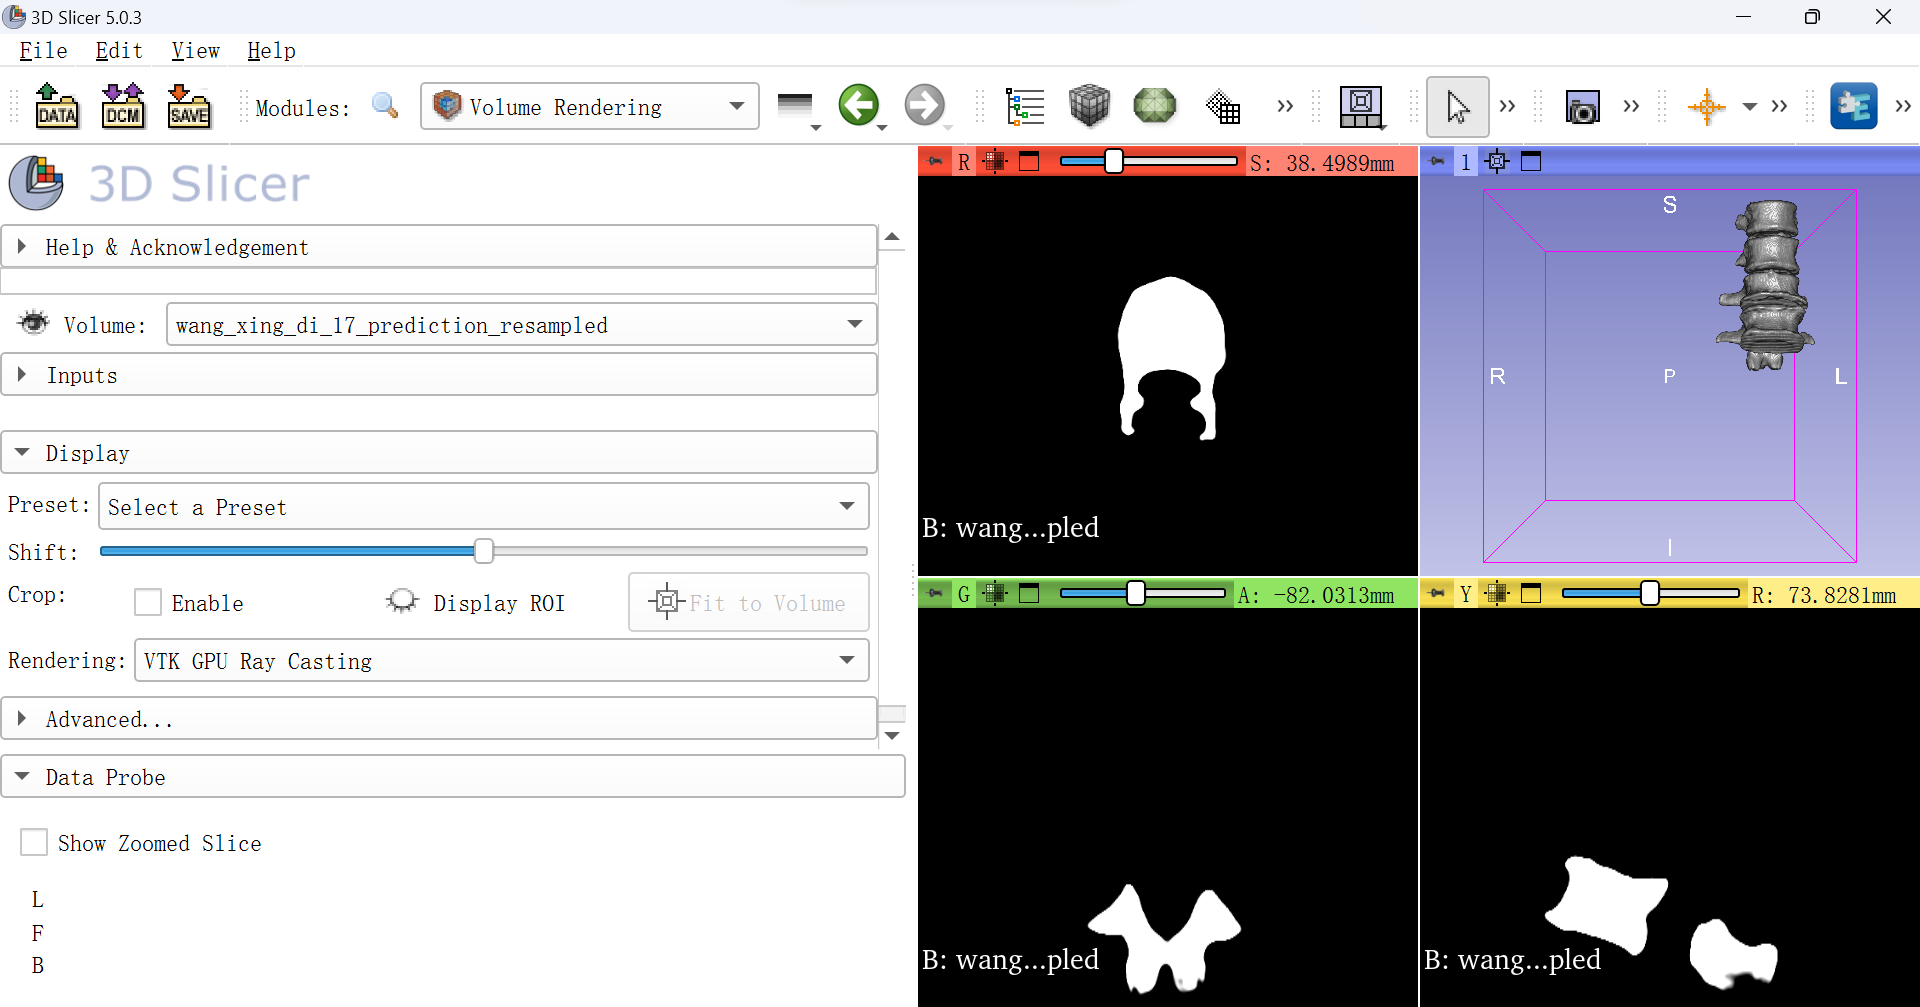 3D Slicer 5.0.3
File Edit View Help
DATA DCM SAVE Modules: Volume Rendering
3D Slicer
Help & Acknowledgement
Volume: wang_xing_di_17_prediction_resampled
Inputs
Display
Preset: Select a Preset
Shift:
Crop: Enable Display ROI Fit to Volume
Rendering: VTK GPU Ray Casting
Advanced...
Data Probe
Show Zoomed Slice
L
F
B
R S: 38.4989mm
B: wang...pled
1
S
R P L
I
G A: -82.0313mm
B: wang...pled
Y R: 73.8281mm
B: wang...pled